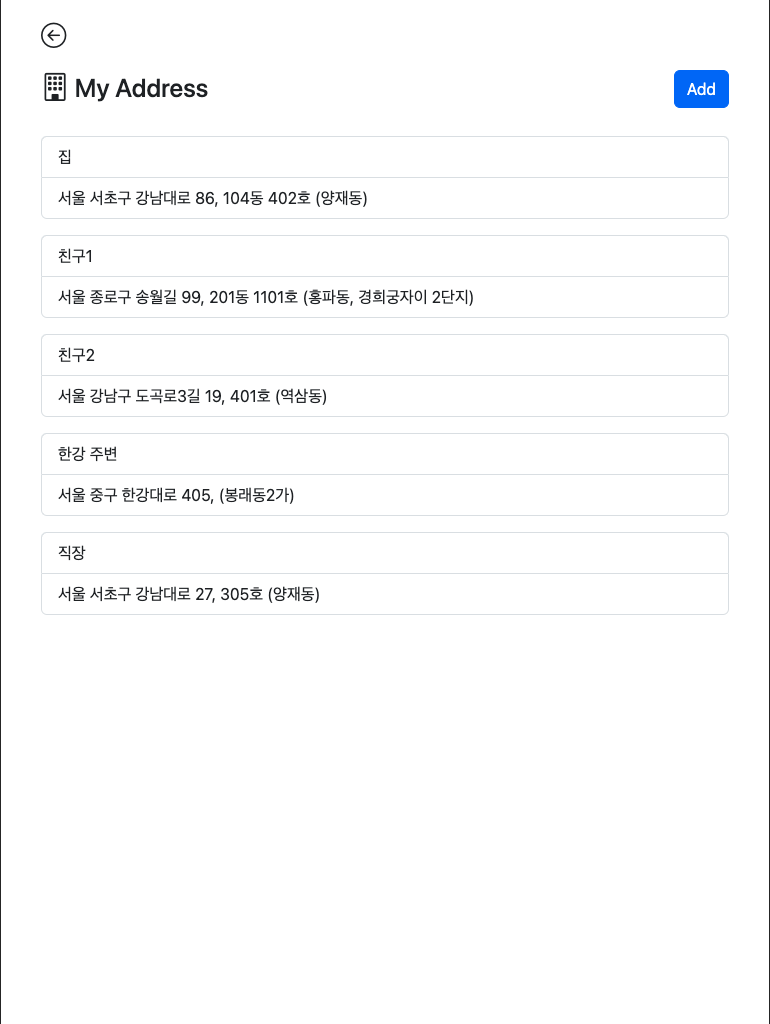 My Address
Add
집
서울 서초구 강남대로 86, 104동 402호 (양재동)
친구1
서울 종로구 송월길 99, 201동 1101호 (홍파동, 경희궁자이 2단지)
친구2
서울 강남구 도곡로3길 19, 401호 (역삼동)
한강 주변
서울 중구 한강대로 405, (봉래동2가)
직장
서울 서초구 강남대로 27, 305호 (양재동)